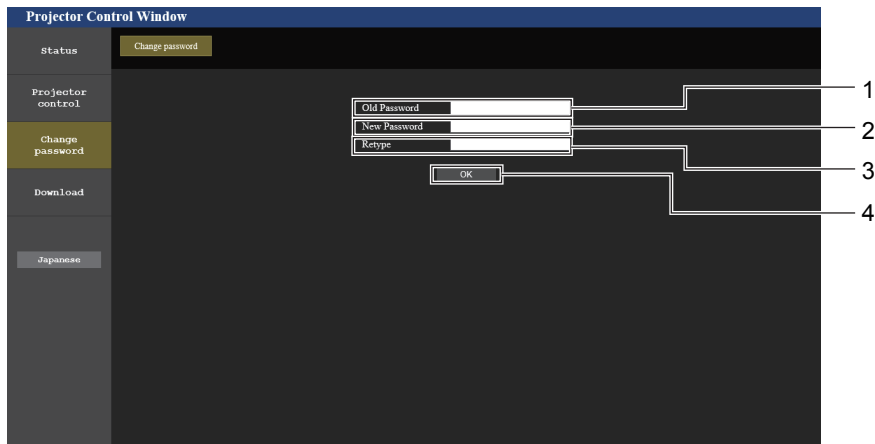 Projector Control Window
Status
Change password
Projector
control
Change
password
Download
Japanese
Old Password
New Password
Retype
OK
1
2
3
4